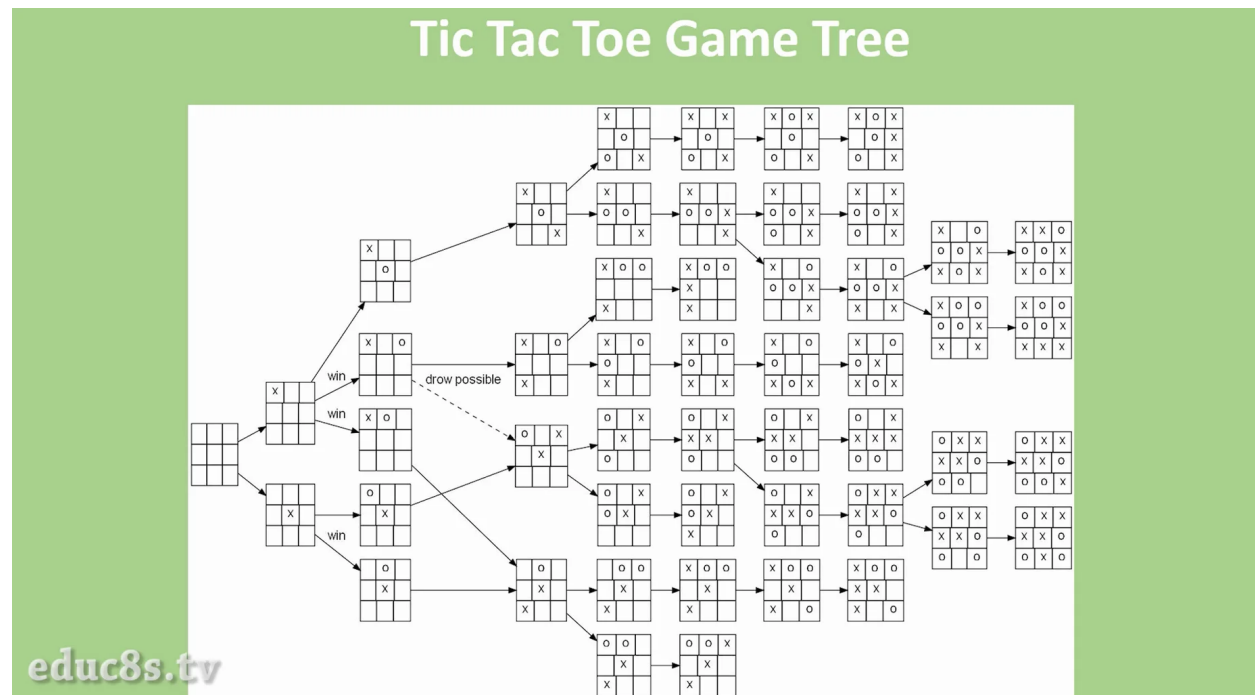 Tic Tac Toe Game Tree
X X X X O X X O X
O O O O X
O X O X O X O X
X X X X X X
O O O O O X O O X O O X
X X X O X O X
X O X X O
X
O O X O O X
X O O X O O X O X O
O
X O X X O X
X O O X O O X
X X X X X
X O O X O O
O O X O O X
X O X O X O X O X O X O
X X X X X
O O O O X
win
drow possible
X X X X X O X X O X
X
win
X O O X O X O X O X
O X
O X X O X X
X X X X X X X X
X
O O O O O O
X X O X X O
O O O O X
O O X O X O X O X X
X X O X O X X X O X X O
O X X O X X
O X O O
win
X X O X X O
O O O X O
O O O O X O O X O O X O O
X X X X X X X
X X X X O X O
O O O O X
X X
X X
educ8s.tv